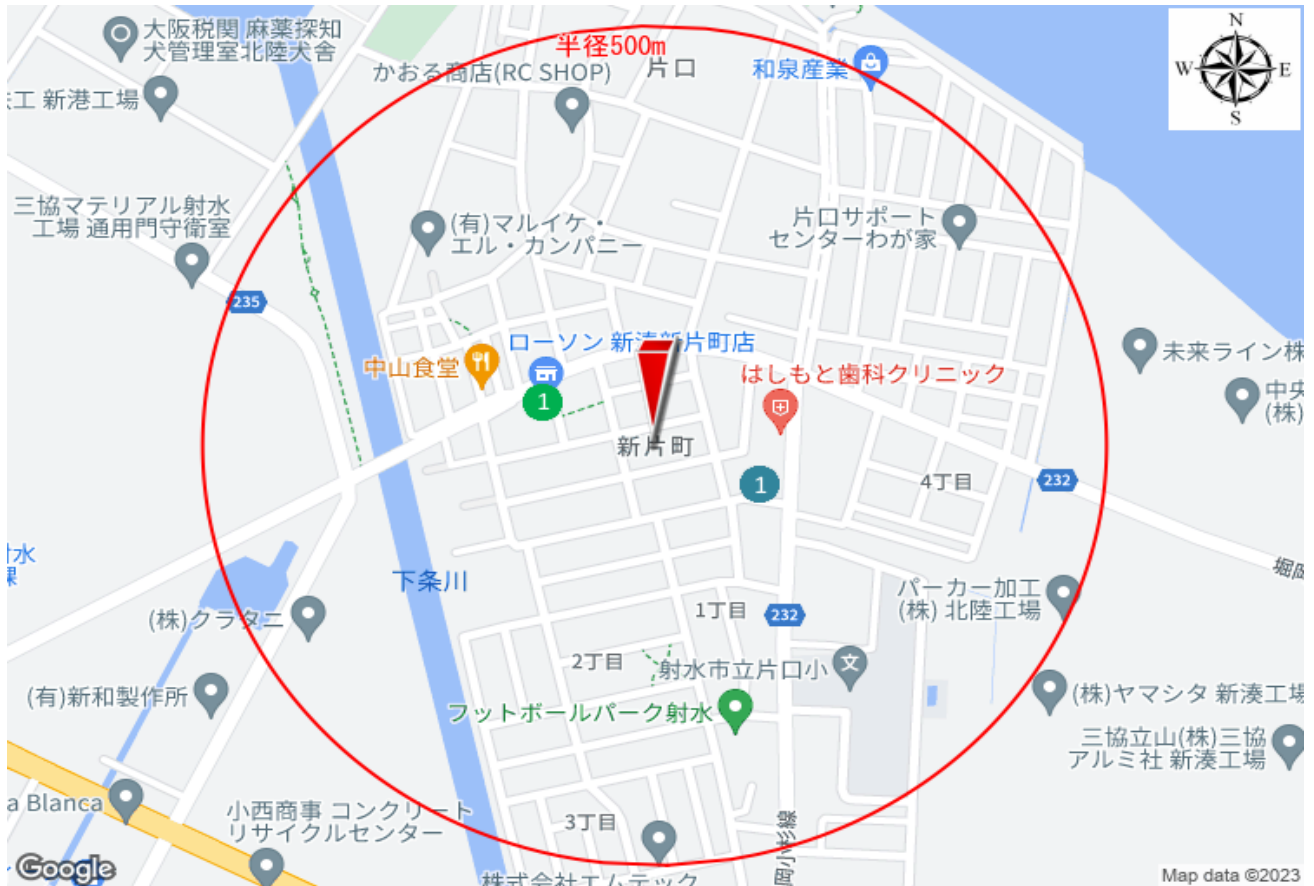 大阪税関 麻薬探知
犬管理室北陸犬舎
半径500m
N
W
E
S
かおる商店(RC SHOP)
片口
和泉産業
工 新港工場
三協マテリアル射水
工場 通用門守衛室
(有)マルイケ・
エル・カンパニー
片口サポート
センターわが家
235
ローソン 新湊新片町店
中山食堂
はしもと歯科クリニック
未来ライン株
中央
(株)
1
新片町
1
4丁目
232
下条川
堀岡
(株)クラタニ
1丁目
232
パーカー加工
(株) 北陸工場
2丁目
射水市立片口小
文
(有)新和製作所
フットボールパーク射水
(株)ヤマシタ 新湊工場
三協立山(株)三協
アルミ社 新湊工場
a Blanca
小西商事 コンクリート
リサイクルセンター
3丁目
岡小杉線
株式会社エムテック
Google
Map data ©2023